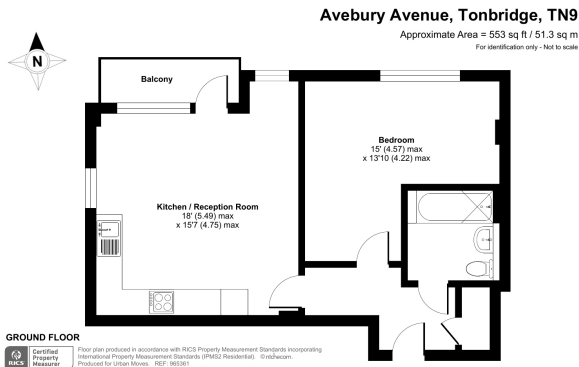 Avebury Avenue, Tonbridge, TN9
Approximate Area = 553 sq ft / 51.3 sq m
For identification only - Not to scale
N
Balcony
Bedroom
15' (4.57) max
x 13'10 (4.22) max
Kitchen / Reception Room
18' (5.49) max
x 15'7 (4.75) max
GROUND FLOOR
RICS
Certified
Property
Measurer
Floor plan produced in accordance with RICS Property Measurement Standards incorporating
International Property Measurement Standards (IPMS2 Residential). © nichecom.
Produced for Urban Moves. REF: 965361